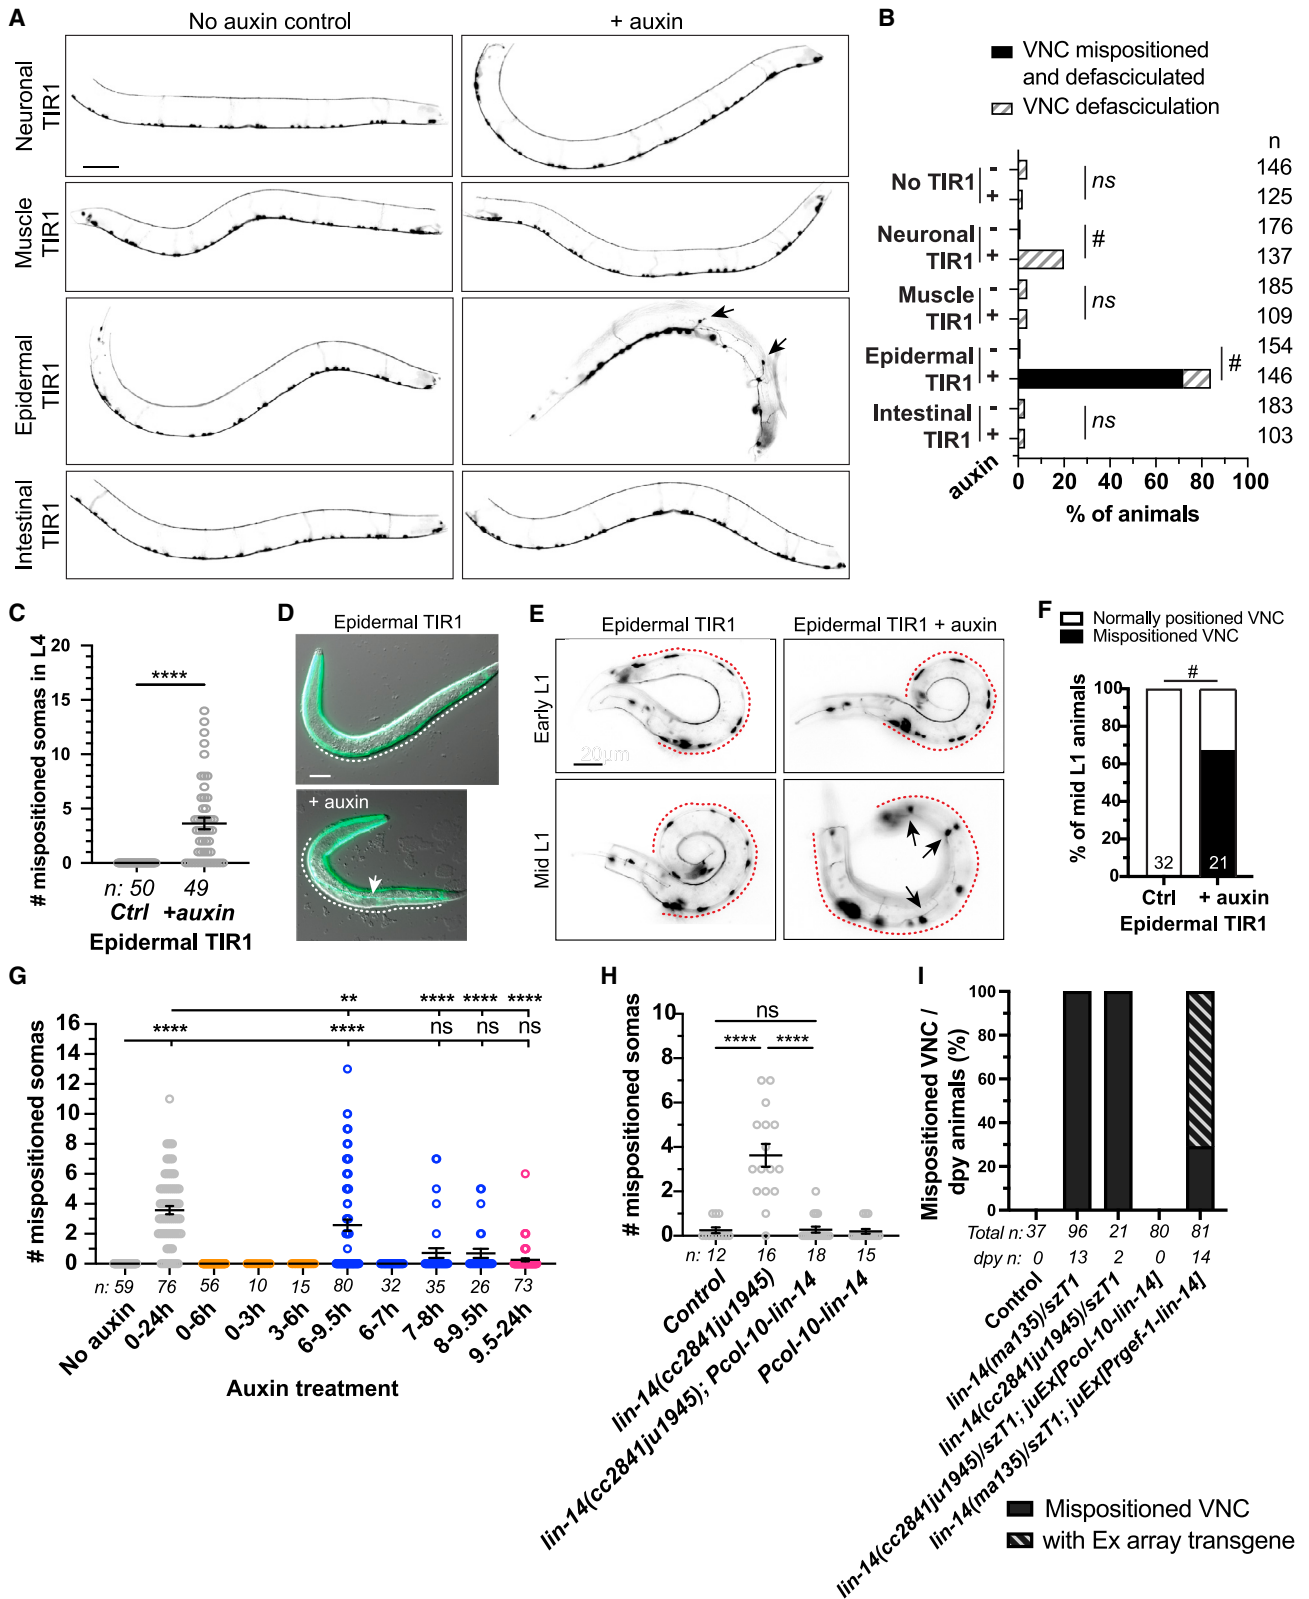 A
No auxin control
+ auxin
Neuronal
TIR1
Muscle
TIR1
Epidermal
TIR1
Intestinal
TIR1
B
VNC mispositioned
and defasciculated
VNC defasciculation
n
No TIR1
-
ns
146
+
125
Neuronal
TIR1
-
#
176
+
137
Muscle
TIR1
-
ns
185
+
109
Epidermal
TIR1
-
#
154
+
146
Intestinal
TIR1
-
ns
183
+
103
auxin
0 20 40 60 80 100
% of animals
C
# mispositioned somas in L4
20
15
10
5
0
****
n: 50 49
Ctrl +auxin
Epidermal TIR1
D
Epidermal TIR1
+ auxin
E
Epidermal TIR1
Epidermal TIR1 + auxin
Early L1
20µm
Mid L1
F
Normally positioned VNC
Mispositioned VNC
#
% of mid L1 animals
100
80
60
40
20
0
32 21
Ctrl + auxin
Epidermal TIR1
G
# mispositioned somas
16
14
12
10
8
6
4
2
0
** **** **** ****
**** **** ns ns ns
n: 59 76 56 10 15 80 32 35 26 73
No auxin
0-24h
0-6h
0-3h
3-6h
6-9.5h
6-7h
7-8h
8-9.5h
9.5-24h
Auxin treatment
H
# mispositioned somas
10
8
6
4
2
0
ns
**** ****
n: 12 16 18 15
Control
lin-14(cc2841ju1945)
lin-14(cc2841ju1945); Pcol-10-lin-14
Pcol-10-lin-14
I
Mispositioned VNC /
dpy animals (%)
100
80
60
40
20
0
Total n: 37 96 21 80 81
dpy n: 0 13 2 0 14
Control
lin-14(ma135)/szT1
lin-14(cc2841ju1945)/szT1
lin-14(cc2841ju1945)/szT1; juEx[Pcol-10-lin-14]
lin-14(ma135)/szT1; juEx[Prgef-1-lin-14]
Mispositioned VNC
with Ex array transgene